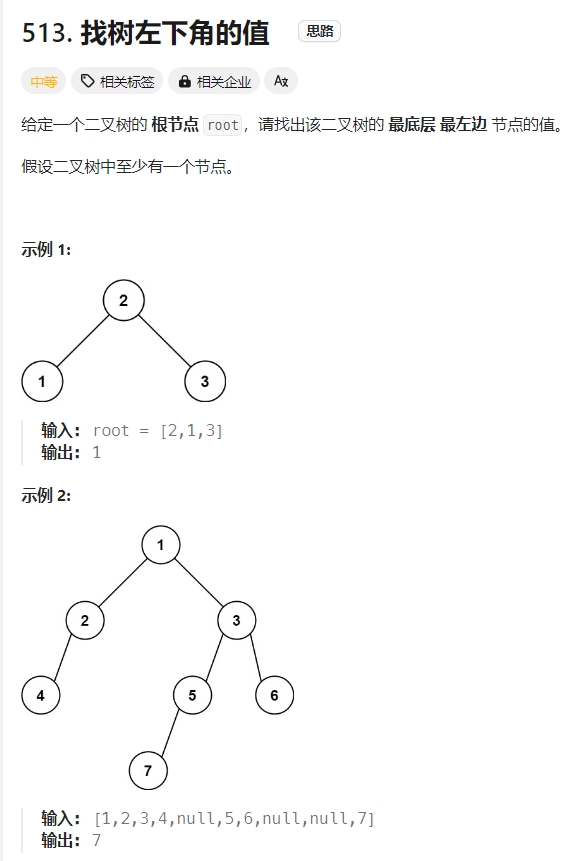 513. 找树左下角的值 思路
中等 相关标签 相关企业 Aあ
给定一个二叉树的 根节点 root，请找出该二叉树的 最底层 最左边 节点的值。
假设二叉树中至少有一个节点。
示例 1:
2
1 3
输入: root = [2,1,3]
输出: 1
示例 2:
1
2 3
4 5 6
7
输入: [1,2,3,4,null,5,6,null,null,7]
输出: 7